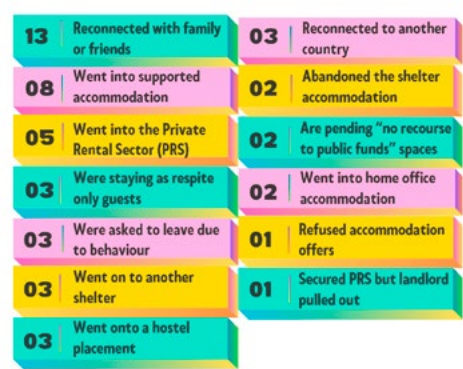 13 Reconnected with family
or friends
08 Went into supported
accommodation
05 Went into the Private
Rental Sector (PRS)
03 Were staying as respite
only guests
03 Were asked to leave due
to behaviour
03 Went on to another
shelter
03 Went onto a hostel
placement
03 Reconnected to another
country
02 Abandoned the shelter
accommodation
02 Are pending “no recourse
to public funds” spaces
02 Went into home office
accommodation
01 Refused accommodation
offers
01 Secured PRS but landlord
pulled out